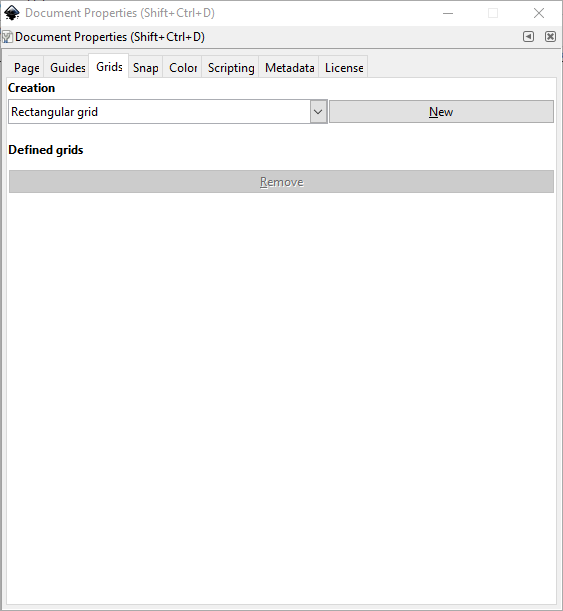 Document Properties (Shift+Ctrl+D)
Document Properties (Shift+Ctrl+D)
Page Guides Grids Snap Color Scripting Metadata License
Creation
Rectangular grid New
Defined grids
Remove